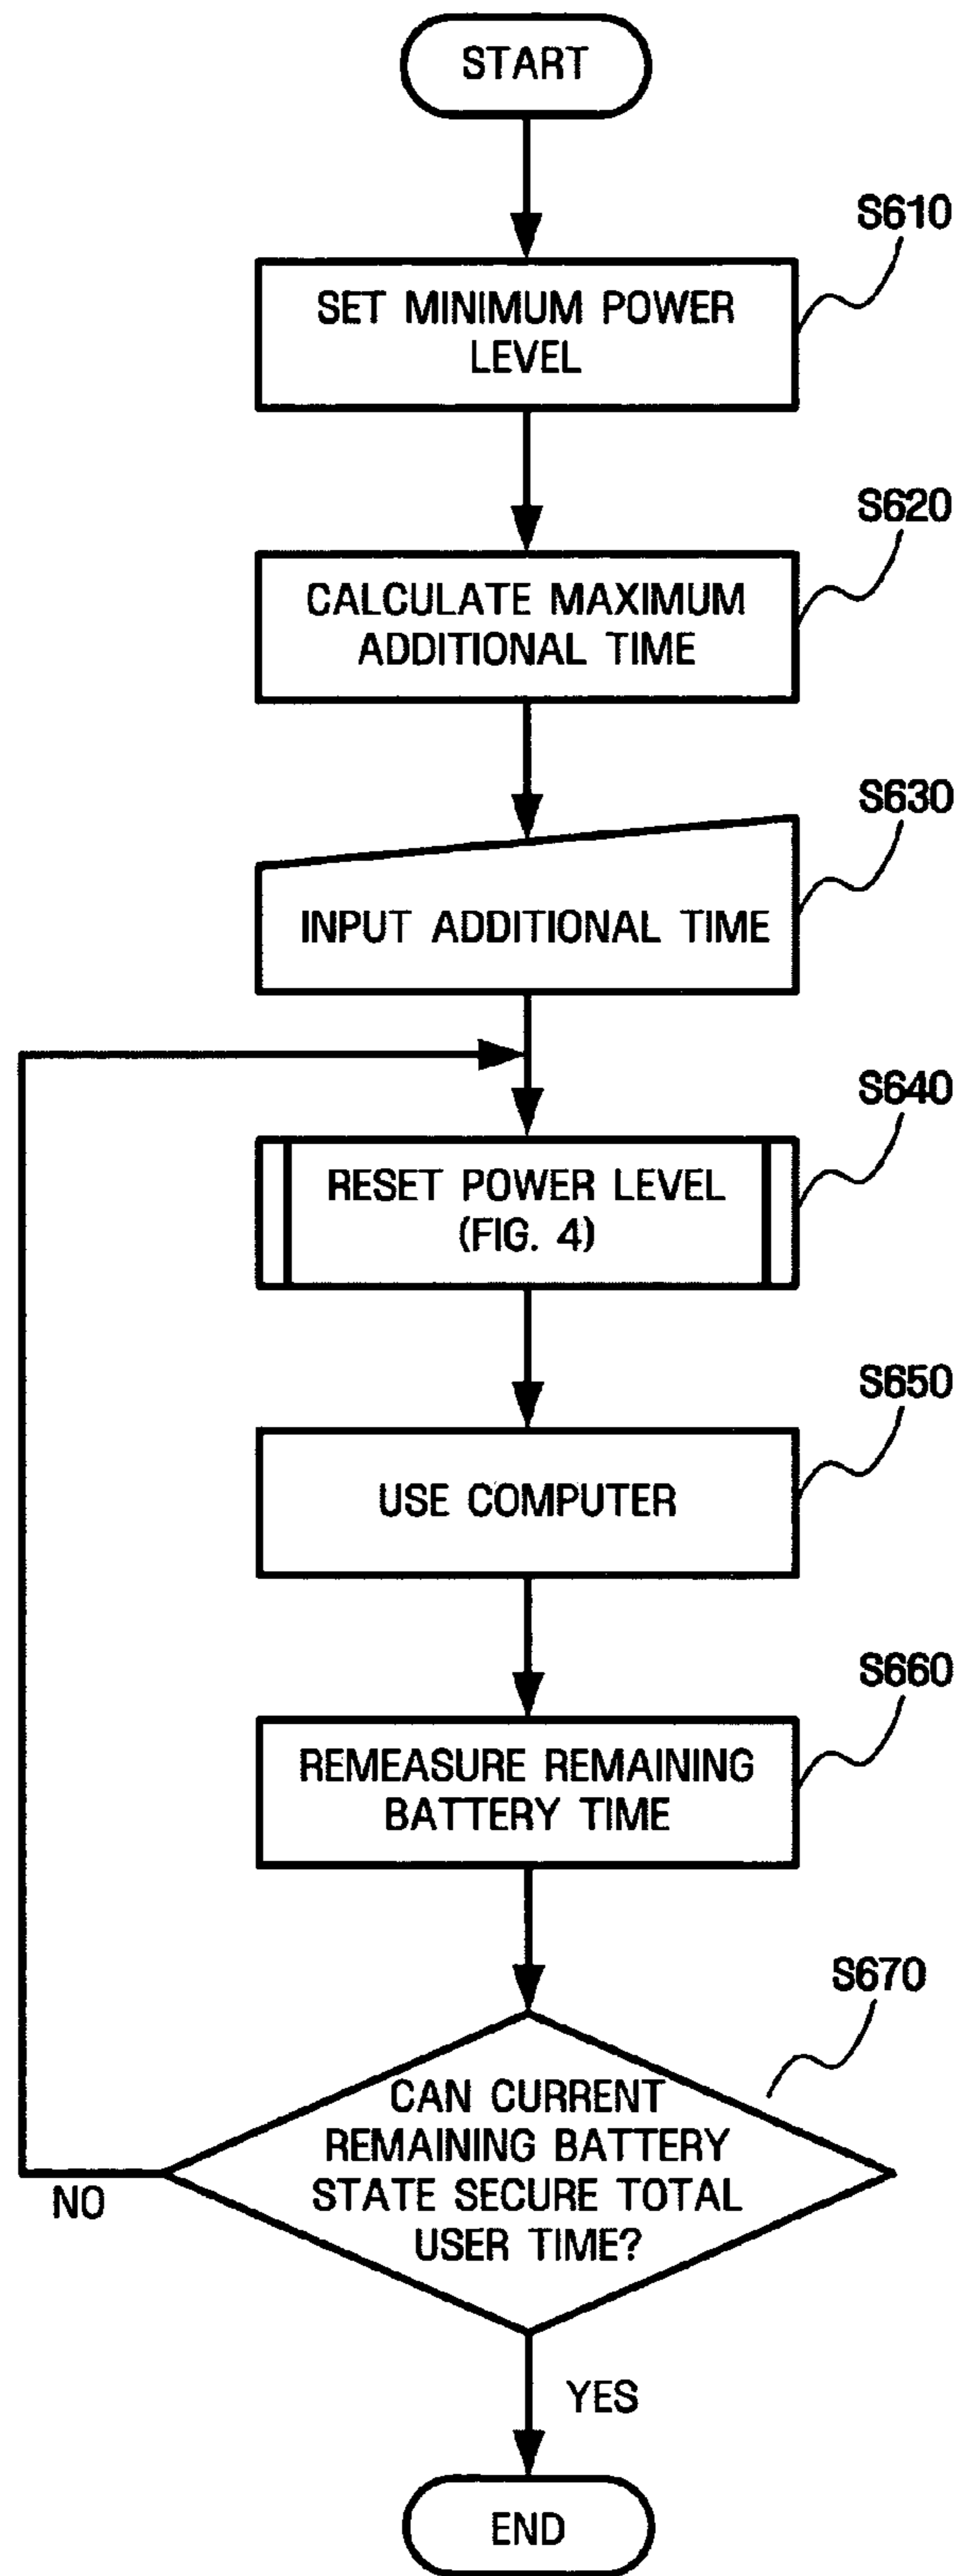 START
S610
SET MINIMUM POWER
LEVEL
S620
CALCULATE MAXIMUM
ADDITIONAL TIME
S630
INPUT ADDITIONAL TIME
S640
RESET POWER LEVEL
(FIG. 4)
S650
USE COMPUTER
S660
REMEASURE REMAINING
BATTERY TIME
S670
CAN CURRENT
REMAINING BATTERY
STATE SECURE TOTAL
USER TIME?
NO
YES
END